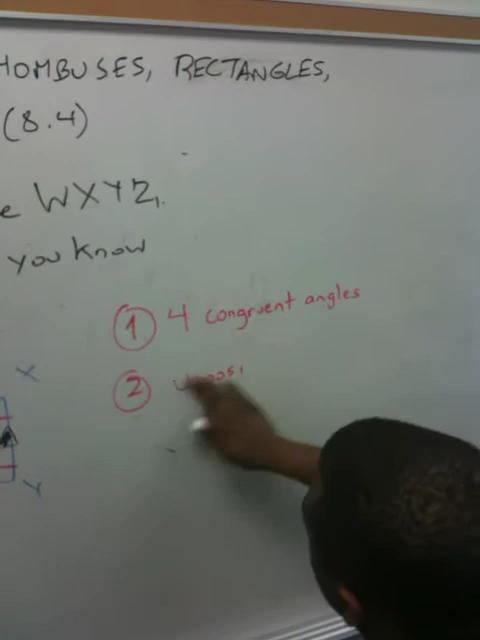 HOMBUSES, RECTANGLES,
(8.4)
e WXYZ,
you know
① 4 congruent angles
②
X
Y